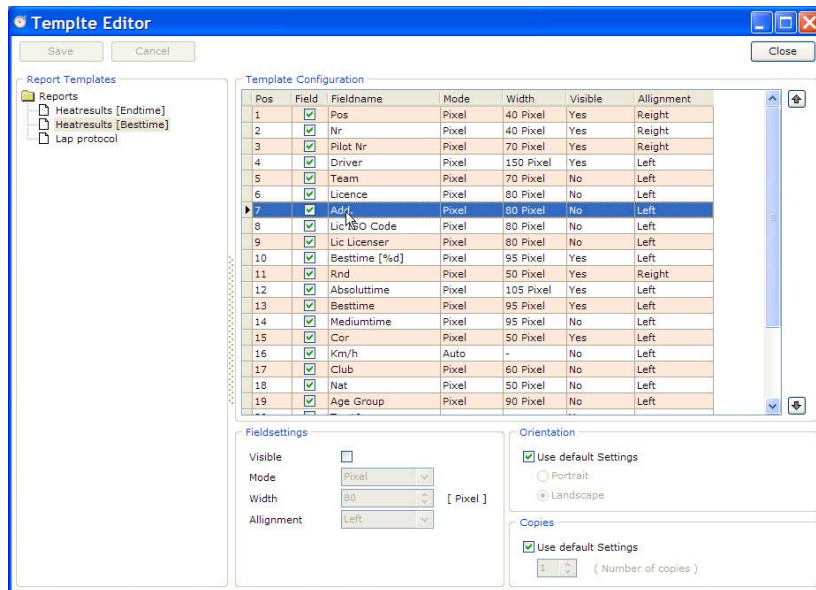 Templte Editor
Save Cancel Close
Report Templates
Reports
Heatresults [Endtime]
Heatresults [Besttime]
Lap protocol
Template Configuration
Pos Field Fieldname Mode Width Visible Allignment
1 Pos Pixel 40 Pixel Yes Reight
2 Nr Pixel 40 Pixel Yes Reight
3 Pilot Nr Pixel 70 Pixel Yes Reight
4 Driver Pixel 150 Pixel Yes Left
5 Team Pixel 70 Pixel No Left
6 Licence Pixel 80 Pixel No Left
7 Add. Pixel 80 Pixel No Left
8 Lic ISO Code Pixel 80 Pixel No Left
9 Lic Licenser Pixel 80 Pixel No Left
10 Besttime [%d] Pixel 95 Pixel Yes Left
11 Rnd Pixel 50 Pixel Yes Reight
12 Absoluttime Pixel 105 Pixel Yes Left
13 Besttime Pixel 95 Pixel Yes Left
14 Mediumtime Pixel 95 Pixel No Left
15 Cor Pixel 50 Pixel Yes Left
16 Km/h Auto - No Left
17 Club Pixel 60 Pixel No Left
18 Nat Pixel 50 Pixel No Left
19 Age Group Pixel 90 Pixel No Left
Fieldsettings
Visible
Mode Pixel
Width 80 [ Pixel ]
Allignment Left
Orientation
Use default Settings
Portrait
Landscape
Copies
Use default Settings
1 ( Number of copies )